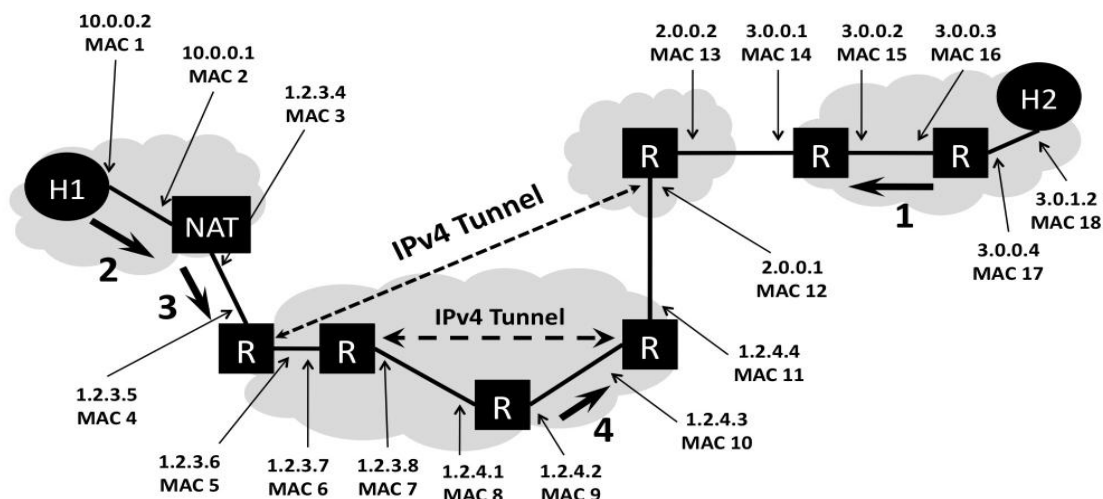 10.0.0.2
MAC 1
10.0.0.1
MAC 2
1.2.3.4
MAC 3
2.0.0.2
MAC 13
3.0.0.1
MAC 14
3.0.0.2
MAC 15
3.0.0.3
MAC 16
H2
H1
NAT
R
R
R
1
2
3
IPv4 Tunnel
IPv4 Tunnel
3.0.1.2
MAC 18
3.0.0.4
MAC 17
2.0.0.1
MAC 12
R
R
R
R
4
1.2.4.4
MAC 11
1.2.3.5
MAC 4
1.2.4.3
MAC 10
1.2.3.6
MAC 5
1.2.3.7
MAC 6
1.2.3.8
MAC 7
1.2.4.1
MAC 8
1.2.4.2
MAC 9